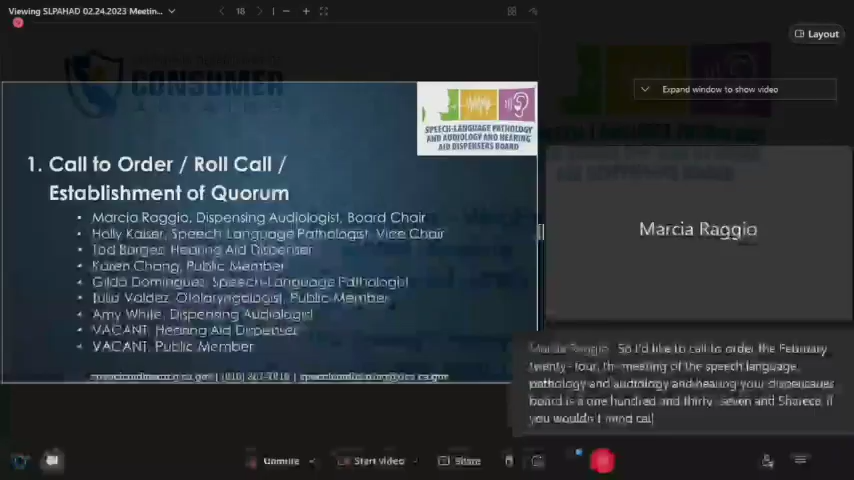 Viewing SLPAHAD 02.24.2023 Meetin...
18
Layout
CONSUMER
Expand window to show video
SPEECH-LANGUAGE PATHOLOGY
AND AUDIOLOGY AND HEARING
AID DISPENSERS BOARD
1. Call to Order / Roll Call /
Establishment of Quorum
• Marcia Raggio, Dispensing Audiologist, Board Chair
• Holly Kaiser, Speech Language Pathologist, Vice Chair
• Tod Borges, Hearing Aid Dispenser
• Karen Chang, Public Member
• Gilda Dominguez, Speech-Language Pathologist
• Tulio Valdez, Otolaryngologist, Public Member
• Amy White, Dispensing Audiologist
• VACANT, Hearing Aid Dispenser
• VACANT, Public Member
Marcia Raggio
Marcia Raggio So I'd like to call to order the February
twenty - four, th meeting of the speech language,
pathology and audiology and hearing your dispensaries
board is a one hundred and thirty - seven and if
you wouldn't mind cal
Unmute
Start video
Share